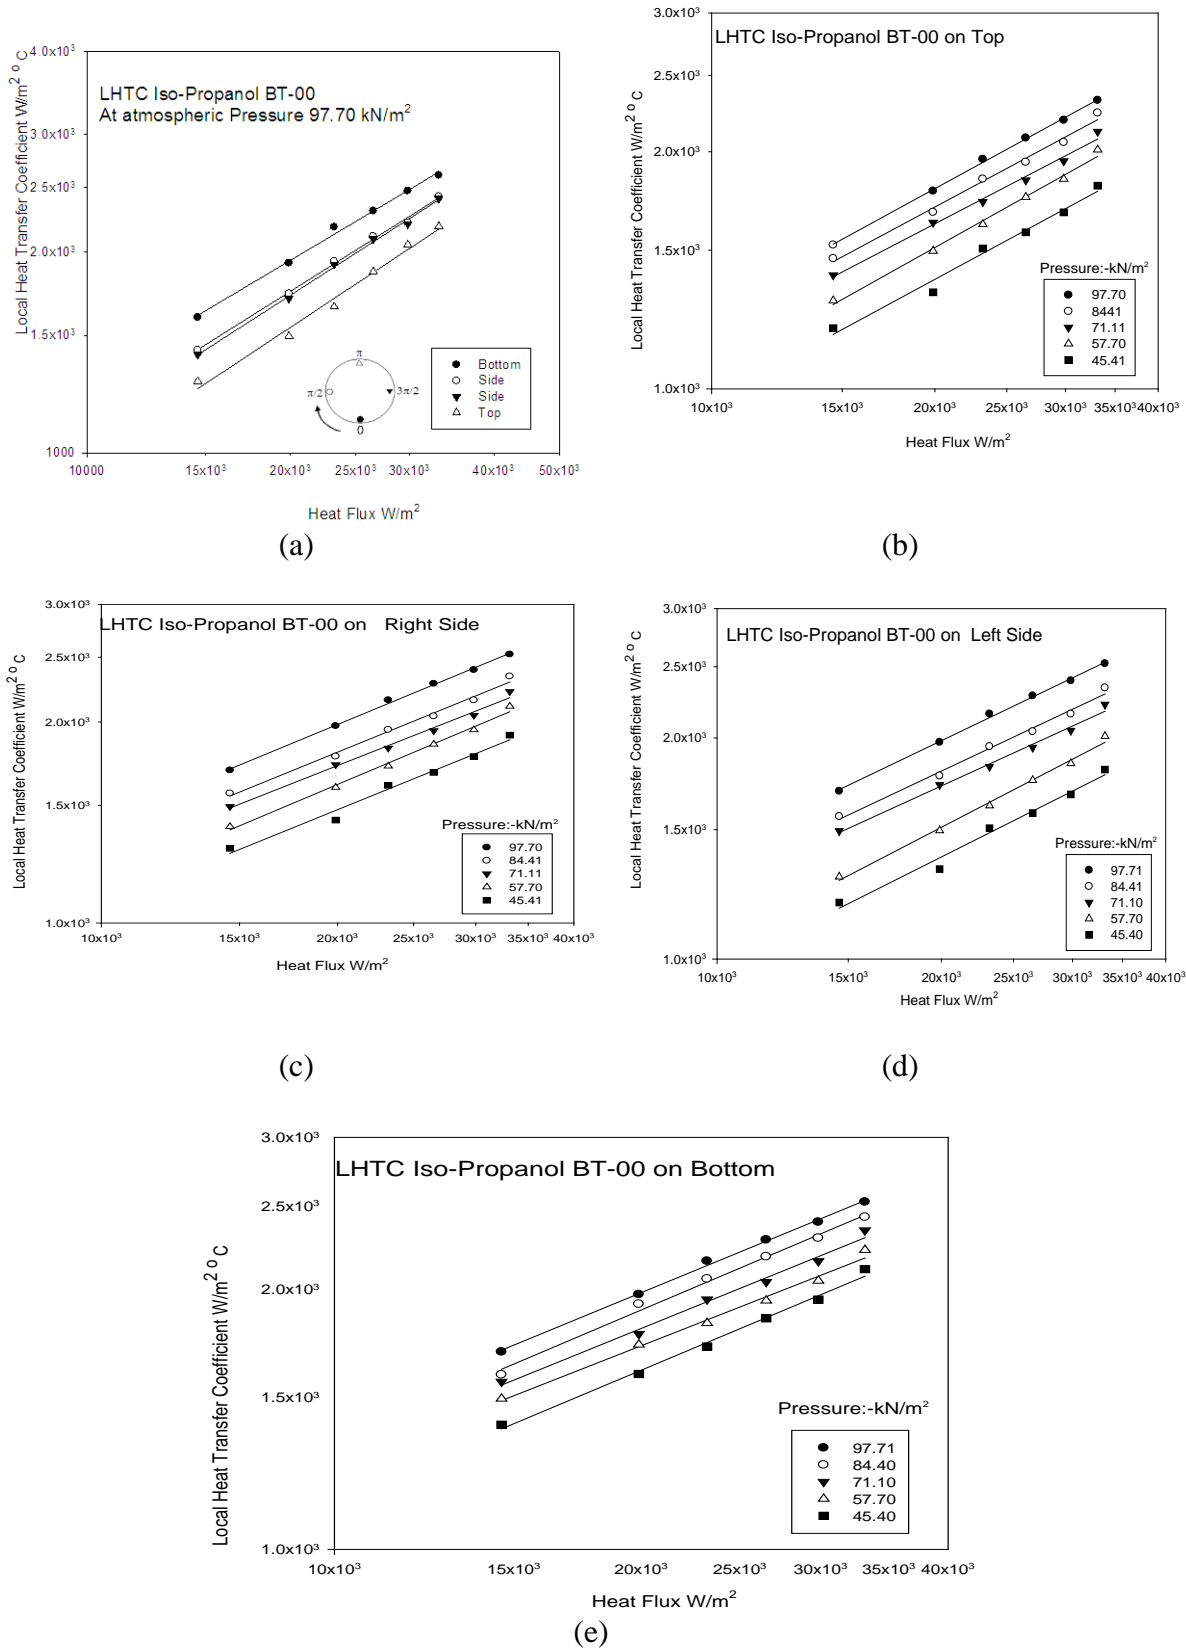 4.0x10³
3.0x10³
2.5x10³
2.0x10³
1.5x10³
1000
Local Heat Transfer Coefficient W/m² ° C
LHTC Iso-Propanol BT-00
At atmospheric Pressure 97.70 kN/m²
π
π/2
3π/2
0
Bottom
Side
Side
Top
10000 15x10³ 20x10³ 25x10³ 30x10³ 40x10³ 50x10³
Heat Flux W/m²
(a)
3.0x10³
2.5x10³
2.0x10³
1.5x10³
1.0x10³
Local Heat Transfer Coefficient W/m² ° C
LHTC Iso-Propanol BT-00 on Top
Pressure:-kN/m²
97.70
8441
71.11
57.70
45.41
10x10³ 15x10³ 20x10³ 25x10³ 30x10³ 35x10³ 40x10³
Heat Flux W/m²
(b)
3.0x10³
2.5x10³
2.0x10³
1.5x10³
1.0x10³
Local Heat Transfer Coefficient W/m² ° C
LHTC Iso-Propanol BT-00 on Right Side
Pressure:-kN/m²
97.70
84.41
71.11
57.70
45.41
10x10³ 15x10³ 20x10³ 25x10³ 30x10³ 35x10³ 40x10³
Heat Flux W/m²
(c)
3.0x10³
2.5x10³
2.0x10³
1.5x10³
1.0x10³
Local Heat Transfer Coefficient W/m² ° C
LHTC Iso-Propanol BT-00 on Left Side
Pressure:-kN/m²
97.71
84.41
71.10
57.70
45.40
10x10³ 15x10³ 20x10³ 25x10³ 30x10³ 35x10³ 40x10³
Heat Flux W/m²
(d)
3.0x10³
2.5x10³
2.0x10³
1.5x10³
1.0x10³
Local Heat Transfer Coefficient W/m² ° C
LHTC Iso-Propanol BT-00 on Bottom
Pressure:-kN/m²
97.71
84.40
71.10
57.70
45.40
10x10³ 15x10³ 20x10³ 25x10³ 30x10³ 35x10³ 40x10³
Heat Flux W/m²
(e)